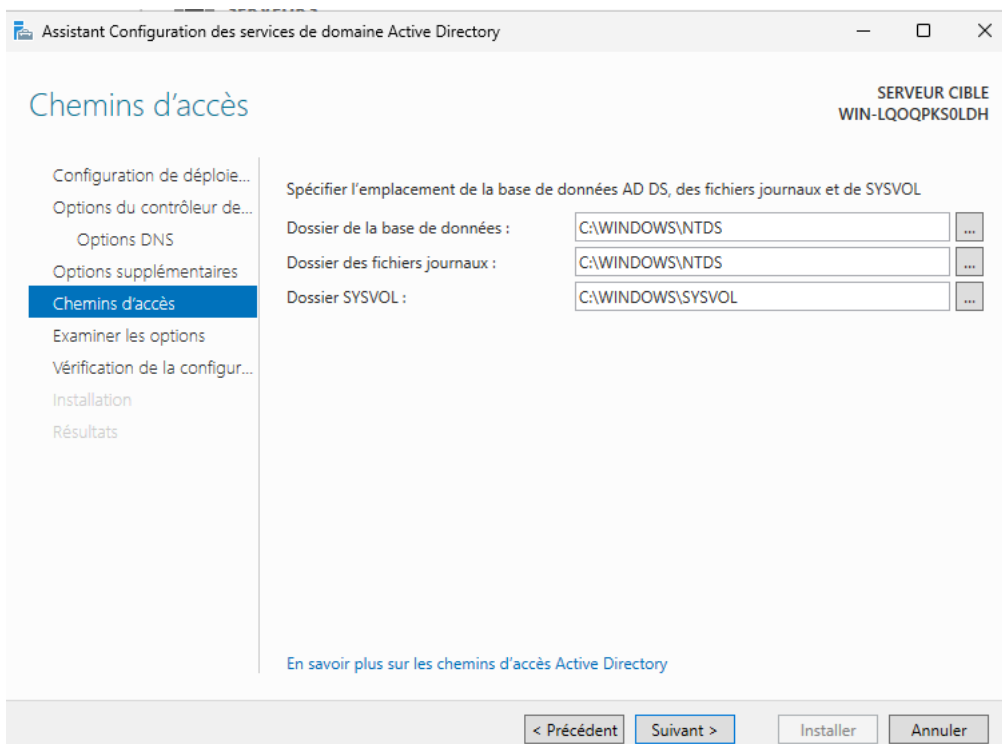 Assistant Configuration des services de domaine Active Directory
Chemins d'accès
SERVEUR CIBLE
WIN-LQOQPKS0LDH
Configuration de déploie...
Options du contrôleur de...
Options DNS
Options supplémentaires
Chemins d'accès
Examiner les options
Vérification de la configur...
Installation
Résultats
Spécifier l'emplacement de la base de données AD DS, des fichiers journaux et de SYSVOL
Dossier de la base de données : C:\WINDOWS\NTDS ...
Dossier des fichiers journaux : C:\WINDOWS\NTDS ...
Dossier SYSVOL : C:\WINDOWS\SYSVOL ...
En savoir plus sur les chemins d'accès Active Directory
< Précédent Suivant > Installer Annuler